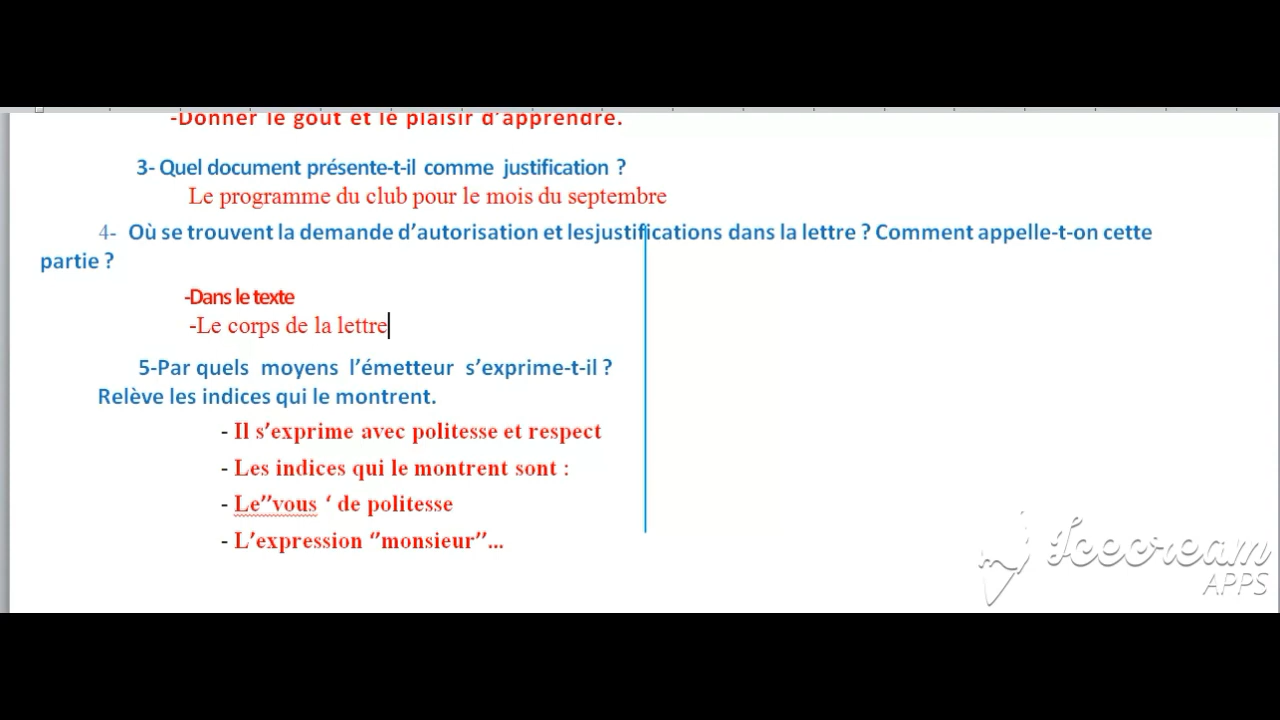 -Donner le goût et le plaisir d’apprendre.
3- Quel document présente-t-il comme justification ?
Le programme du club pour le mois du septembre
4- Où se trouvent la demande d’autorisation et lesjustifications dans la lettre ? Comment appelle-t-on cette
partie ?
-Dans le texte
-Le corps de la lettre
5-Par quels moyens l’émetteur s’exprime-t-il ?
Relève les indices qui le montrent.
- Il s’exprime avec politesse et respect
- Les indices qui le montrent sont :
- Le’’vous ‘ de politesse
- L’expression ‘’monsieur’’...
Icecream
APPS